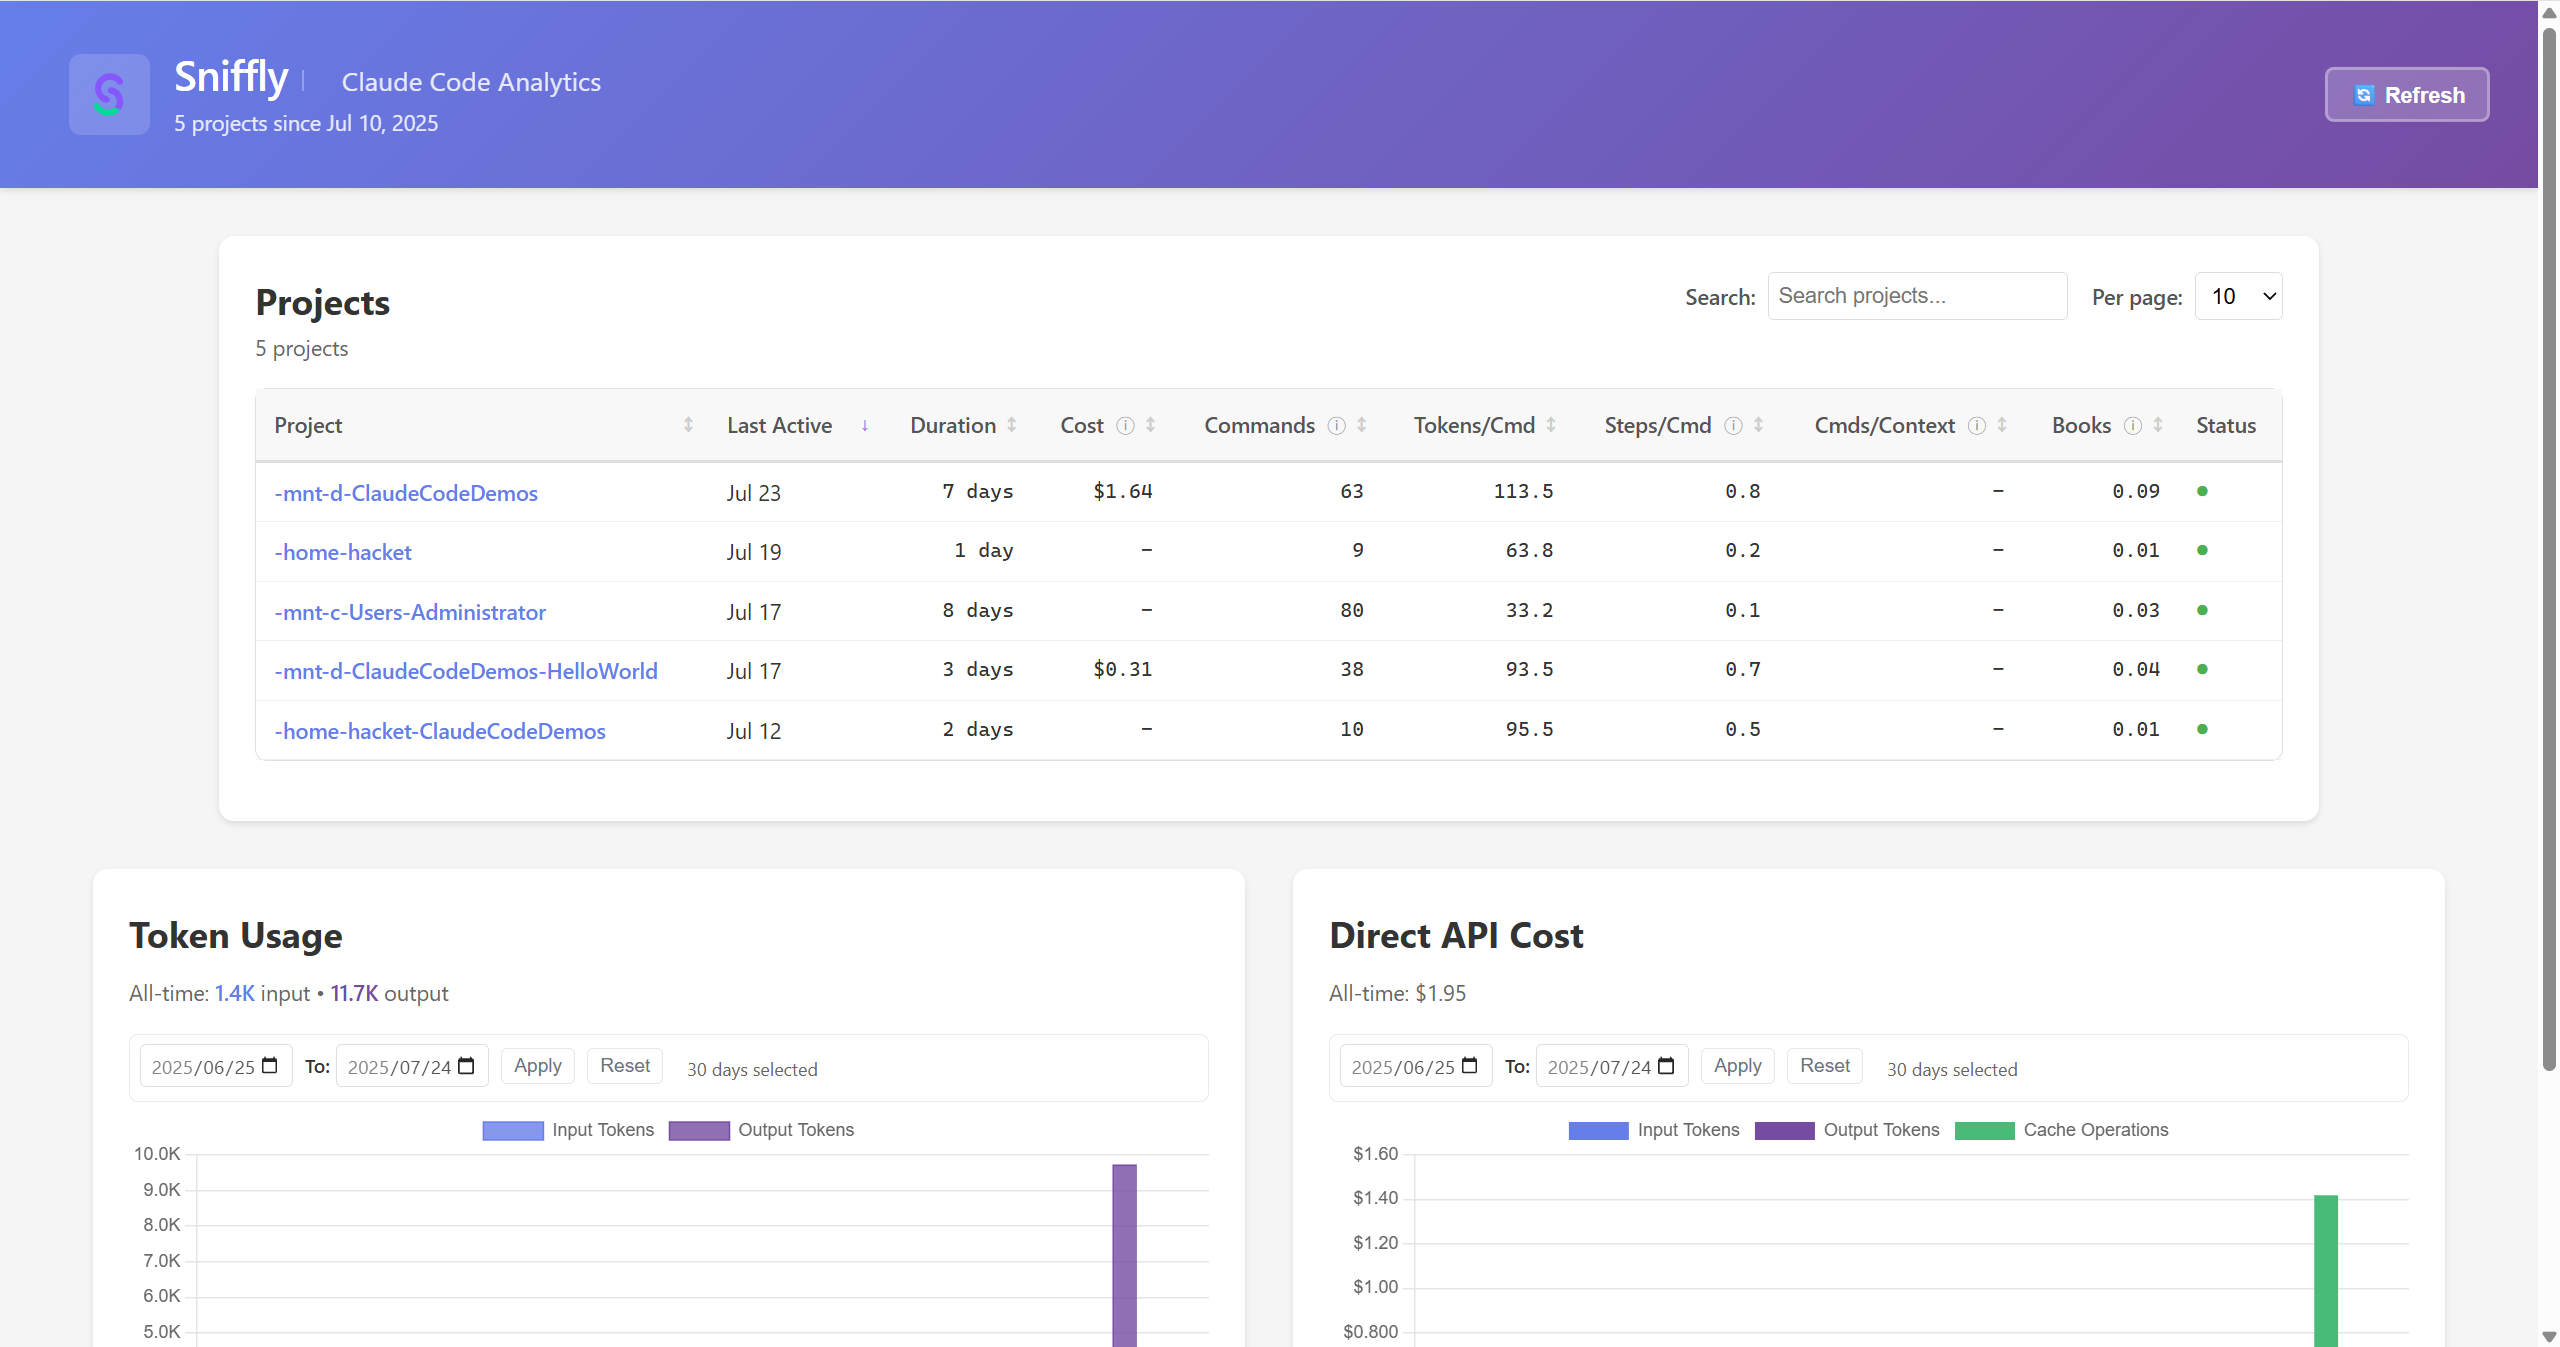 Sniffly | Claude Code Analytics
5 projects since Jul 10, 2025
Refresh
Projects
5 projects
Search: Search projects... Per page: 10
Project Last Active ↓ Duration Cost ⓘ Commands ⓘ Tokens/Cmd Steps/Cmd ⓘ Cmds/Context ⓘ Books ⓘ Status
-mnt-d-ClaudeCodeDemos Jul 23 7 days $1.64 63 113.5 0.8 - 0.09
-home-hacket Jul 19 1 day - 9 63.8 0.2 - 0.01
-mnt-c-Users-Administrator Jul 17 8 days - 80 33.2 0.1 - 0.03
-mnt-d-ClaudeCodeDemos-HelloWorld Jul 17 3 days $0.31 38 93.5 0.7 - 0.04
-home-hacket-ClaudeCodeDemos Jul 12 2 days - 10 95.5 0.5 - 0.01
Token Usage
All-time: 1.4K input • 11.7K output
2025/06/25 To: 2025/07/24 Apply Reset 30 days selected
Input Tokens Output Tokens
10.0K
9.0K
8.0K
7.0K
6.0K
5.0K
Direct API Cost
All-time: $1.95
2025/06/25 To: 2025/07/24 Apply Reset 30 days selected
Input Tokens Output Tokens Cache Operations
$1.60
$1.40
$1.20
$1.00
$0.800